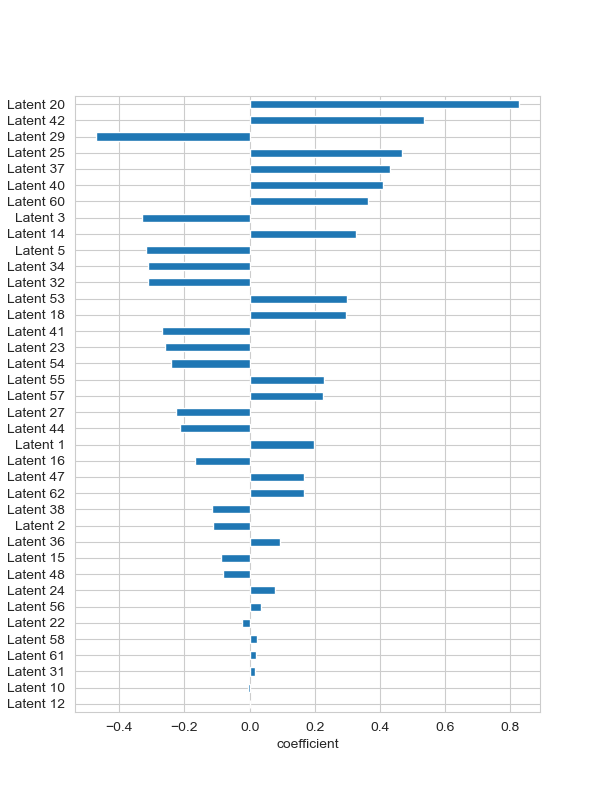 Latent 20
Latent 42
Latent 29
Latent 25
Latent 37
Latent 40
Latent 60
Latent 3
Latent 14
Latent 5
Latent 34
Latent 32
Latent 53
Latent 18
Latent 41
Latent 23
Latent 54
Latent 55
Latent 57
Latent 27
Latent 44
Latent 1
Latent 16
Latent 47
Latent 62
Latent 38
Latent 2
Latent 36
Latent 15
Latent 48
Latent 24
Latent 56
Latent 22
Latent 58
Latent 61
Latent 31
Latent 10
Latent 12
−0.4 −0.2 0.0 0.2 0.4 0.6 0.8
coefficient